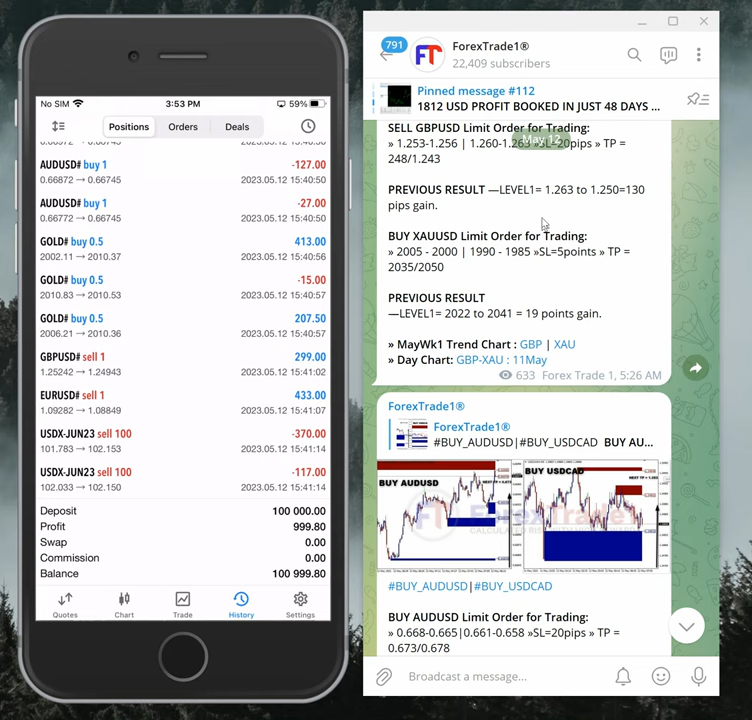 No SIM
3:53 PM
59%
Positions
Orders
Deals
AUDUSD# buy 1
-127.00
0.66872 → 0.66745
2023.05.12 15:40:50
AUDUSD# buy 1
-27.00
0.66772 → 0.66745
2023.05.12 15:40:50
GOLD# buy 0.5
413.00
2002.11 → 2010.37
2023.05.12 15:40:56
GOLD# buy 0.5
-15.00
2010.83 → 2010.53
2023.05.12 15:40:57
GOLD# buy 0.5
207.50
2006.21 → 2010.36
2023.05.12 15:40:57
GBPUSD# sell 1
299.00
1.25242 → 1.24943
2023.05.12 15:41:02
EURUSD# sell 1
433.00
1.09282 → 1.08849
2023.05.12 15:41:07
USDX-JUN23 sell 100
-370.00
101.783 → 102.153
2023.05.12 15:41:14
USDX-JUN23 sell 100
-117.00
102.033 → 102.150
2023.05.12 15:41:14
Deposit
100 000.00
Profit
999.80
Swap
0.00
Commission
0.00
Balance
100 999.80
Quotes
Chart
Trade
History
Settings
791
FT
ForexTrade1®
22,409 subscribers
Pinned message #112
1812 USD PROFIT BOOKED IN JUST 48 DAYS ...
May 12
SELL GBPUSD Limit Order for Trading:
» 1.253-1.256 | 1.260-1.263 »SL=20pips » TP =
248/1.243
PREVIOUS RESULT —LEVEL1= 1.263 to 1.250=130
pips gain.
BUY XAUUSD Limit Order for Trading:
» 2005 - 2000 | 1990 - 1985 »SL=5points » TP =
2035/2050
PREVIOUS RESULT
—LEVEL1= 2022 to 2041 = 19 points gain.
» MayWk1 Trend Chart : GBP | XAU
» Day Chart: GBP-XAU : 11May
633 Forex Trade 1, 5:26 AM
ForexTrade1®
ForexTrade1®
#BUY_AUDUSD|#BUY_USDCAD BUY AU...
BUY AUDUSD
BUY USDCAD
ForexTrade1
#BUY_AUDUSD|#BUY_USDCAD
BUY AUDUSD Limit Order for Trading:
» 0.668-0.665|0.661-0.658 »SL=20pips » TP =
0.673/0.678
Broadcast a message...